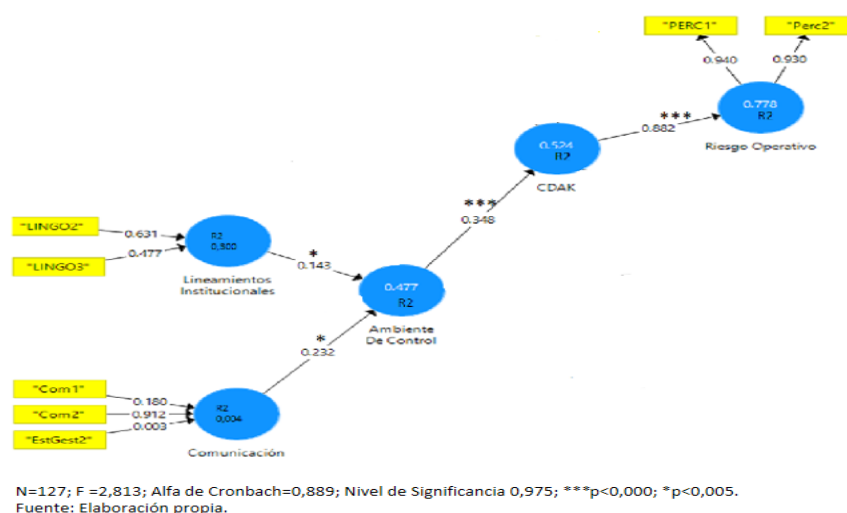 "PERC1" "Perc2"
0.940 0.930
0.778
R2
Riesgo Operativo
***
0.882
0.524
R2
CDAK
***
0.348
"LINGO2"
0.631
"LINGO3"
0.477
R2
0,300
Lineamientos
Institucionales
*
0.143
0.477
R2
Ambiente
De Control
*
0.232
"Com1"
0.180
"Com2"
0.912
"EstGest2"
0.003
R2
0,004
Comunicación
N=127; F =2,813; Alfa de Cronbach=0,889; Nivel de Significancia 0,975; ***p<0,000; *p<0,005.
Fuente: Elaboración propia.